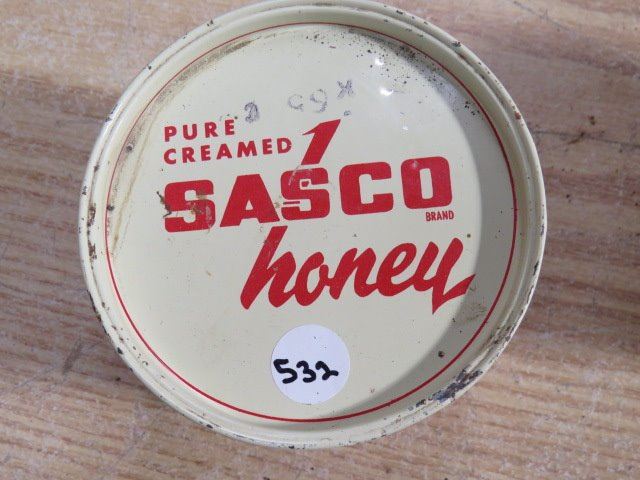 PURE
CREAMED
SASCO
BRAND
honey
532